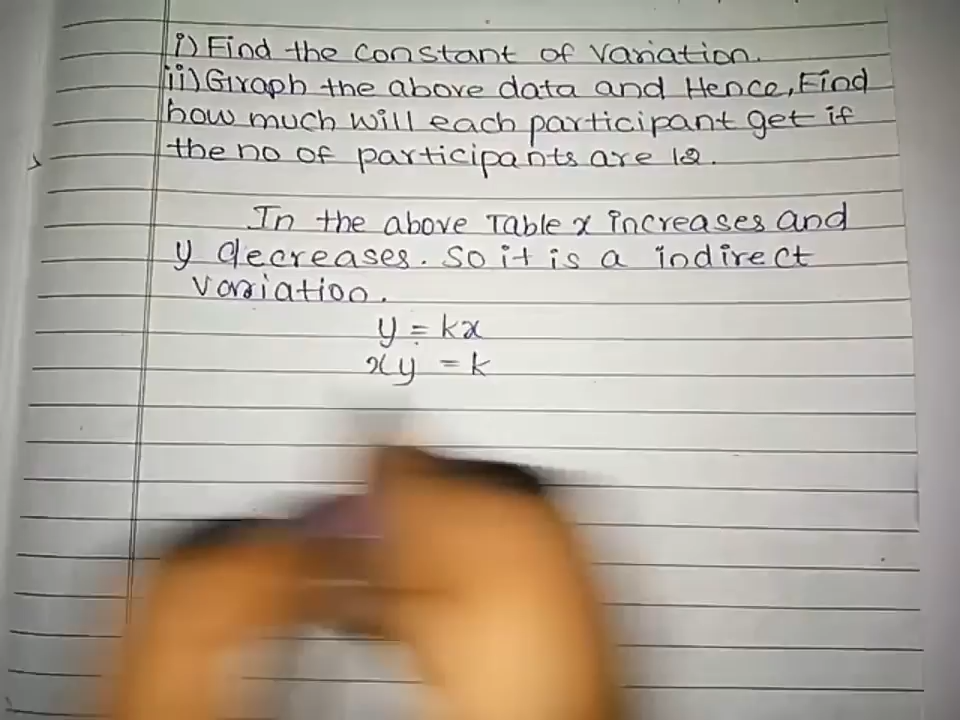 i) Find the constant of variation.
ii) Graph the above data and Hence, Find
how much will each participant get if
the no of participants are 12.
In the above Table x increases and
y decreases. So it is a indirect
variation.
y = kx
xy = k